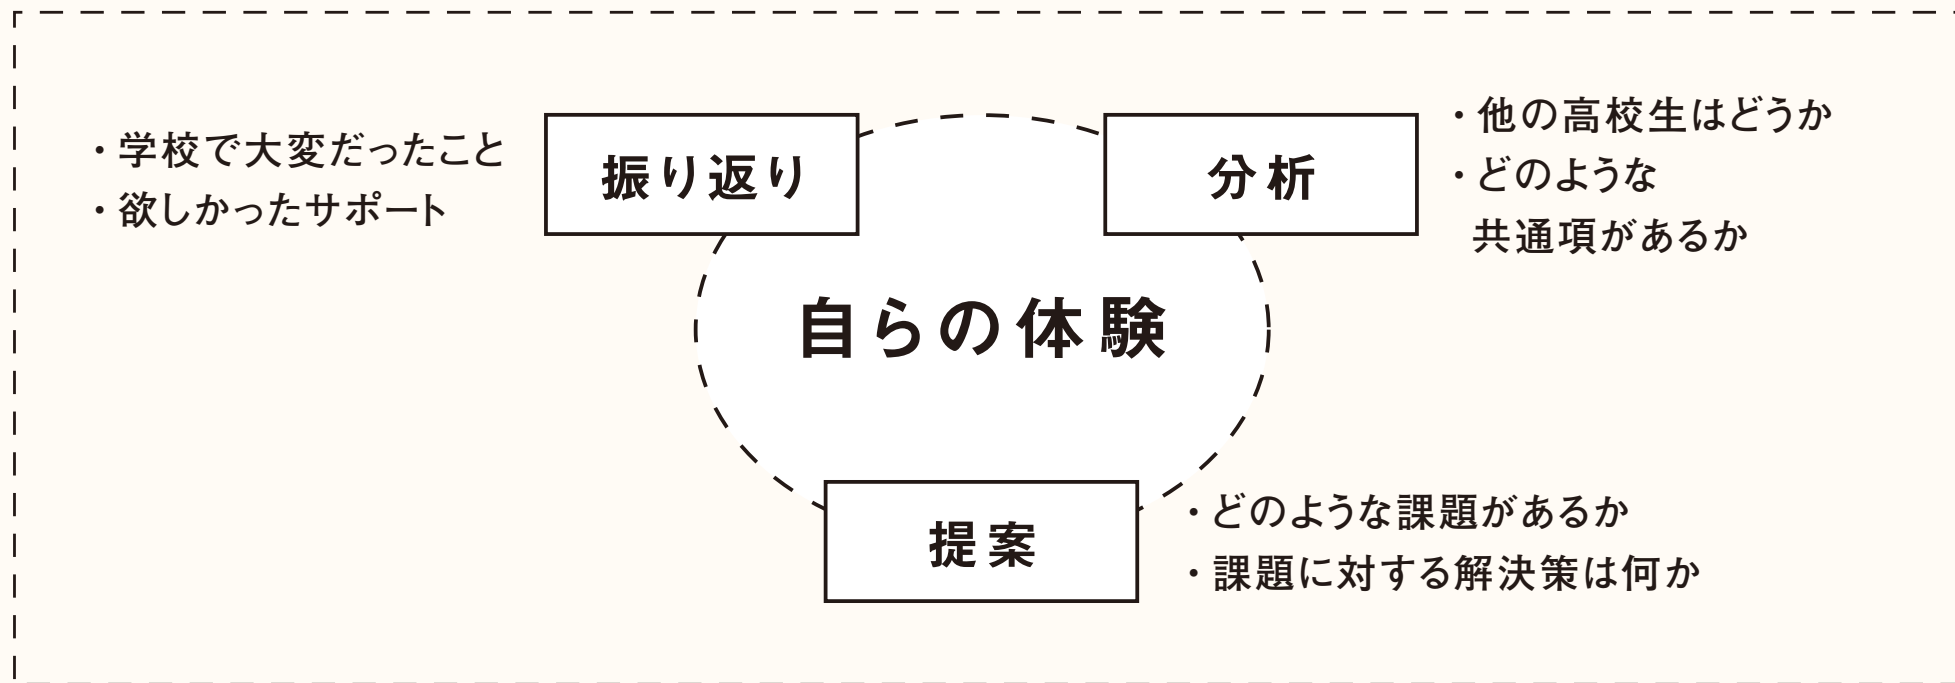 ・学校で大変だったこと
・欲しかったサポート
振り返り
分析
・他の高校生はどうか
・どのような
共通項があるか
自らの体験
提案
・どのような課題があるか
・課題に対する解決策は何か